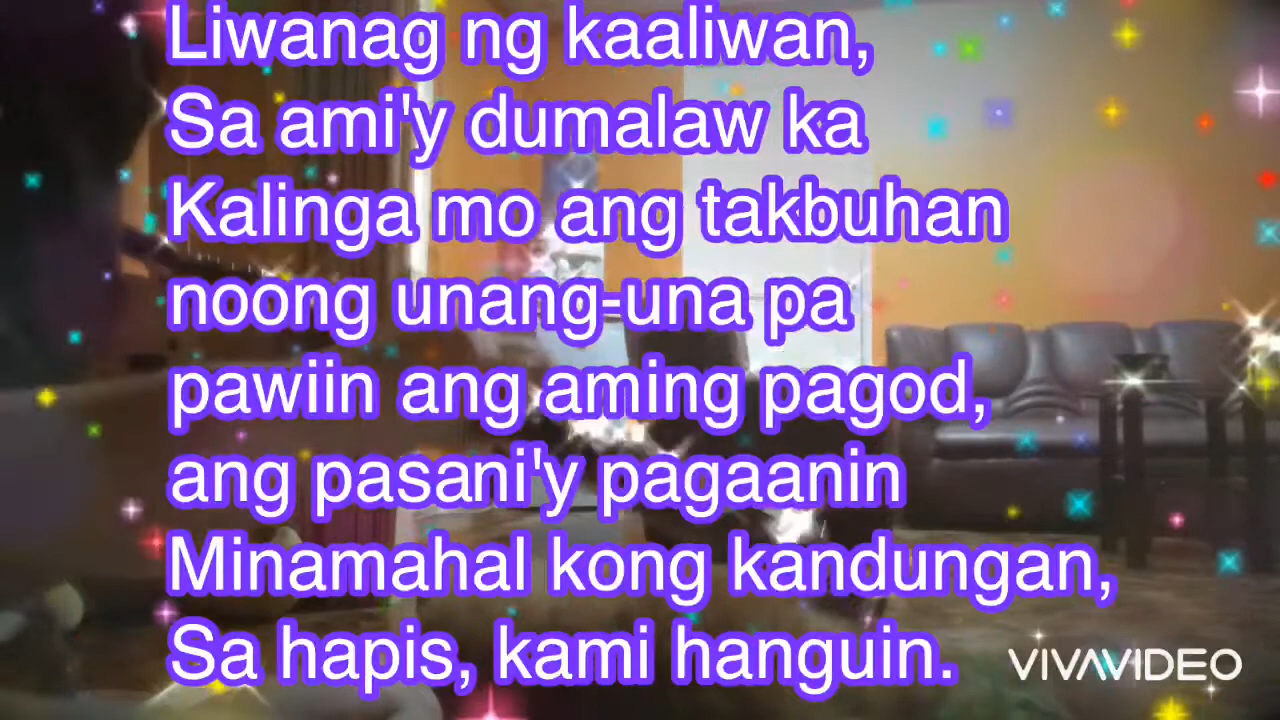 Liwanag ng kaaliwan,
Sa ami'y dumalaw ka
Kalinga mo ang takbuhan
noong unang-una pa
pawiin ang aming pagod,
ang pasani'y pagaanin
Minamahal kong kandungan,
Sa hapis, kami hanguin.
VIVAVIDEO